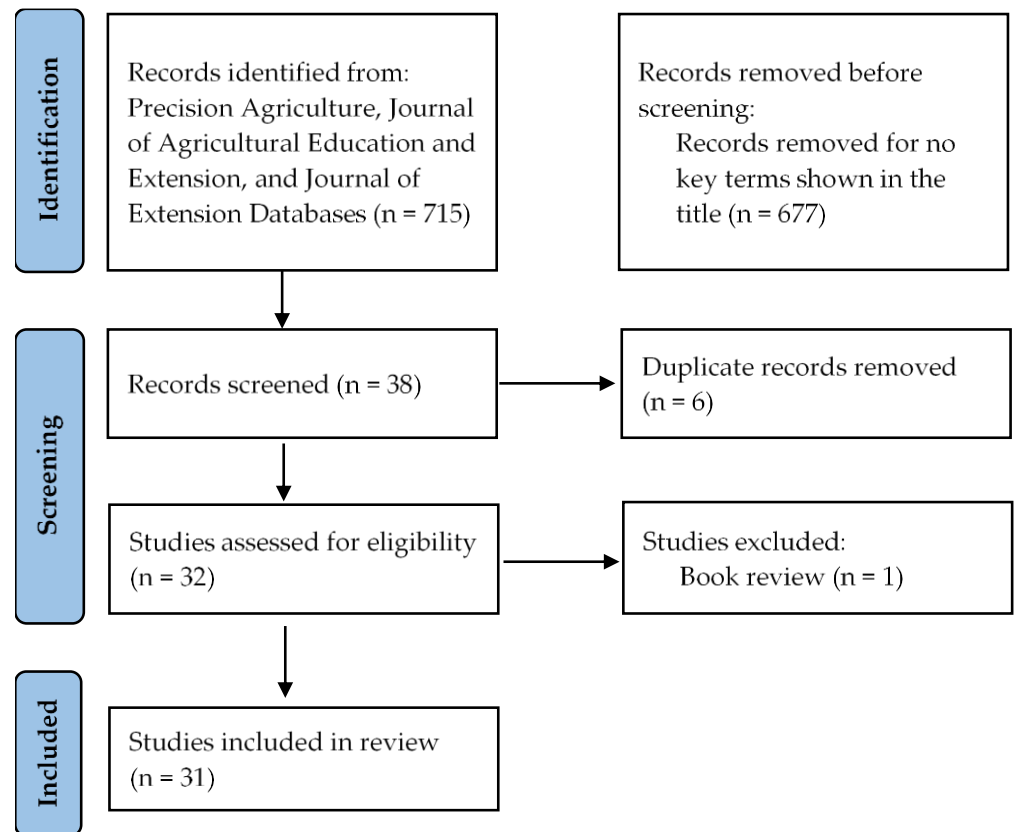 Identification
Records identified from:
Precision Agriculture, Journal
of Agricultural Education and
Extension, and Journal of
Extension Databases (n = 715)
Records removed before
screening:
Records removed for no
key terms shown in the
title (n = 677)
Screening
Records screened (n = 38)
Duplicate records removed
(n = 6)
Studies assessed for eligibility
(n = 32)
Studies excluded:
Book review (n = 1)
Included
Studies included in review
(n = 31)